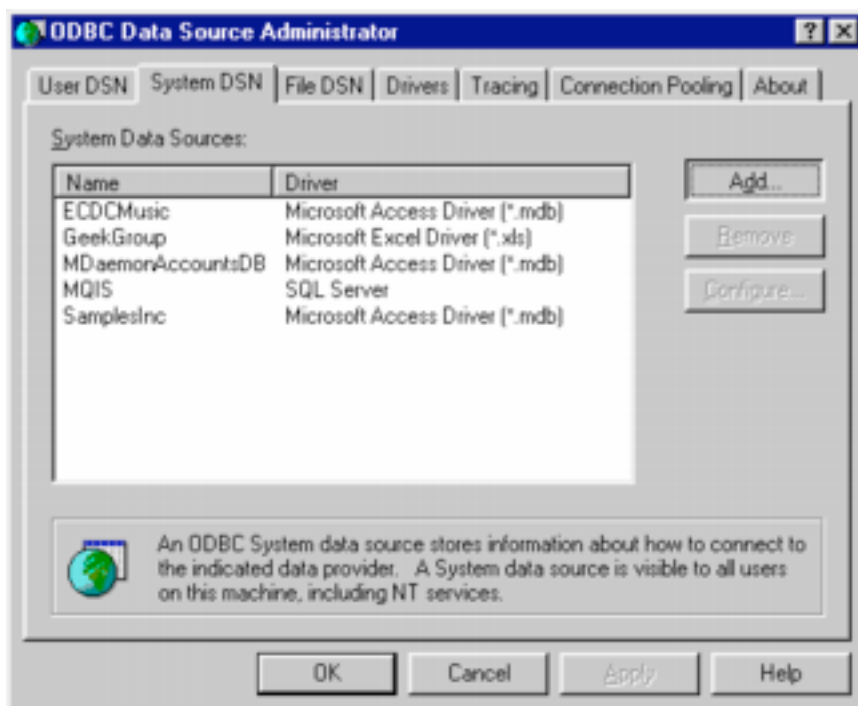 ODBC Data Source Administrator
User DSN System DSN File DSN Drivers Tracing Connection Pooling About
System Data Sources:
Name Driver
ECDCMusic Microsoft Access Driver (*.mdb)
GeekGroup Microsoft Excel Driver (*.xls)
MDaemonAccountsDB Microsoft Access Driver (*.mdb)
MQIS SQL Server
SamplesInc Microsoft Access Driver (*.mdb)
Add...
Remove
Configure...
An ODBC System data source stores information about how to connect to
the indicated data provider. A System data source is visible to all users
on this machine, including NT services.
OK Cancel Apply Help